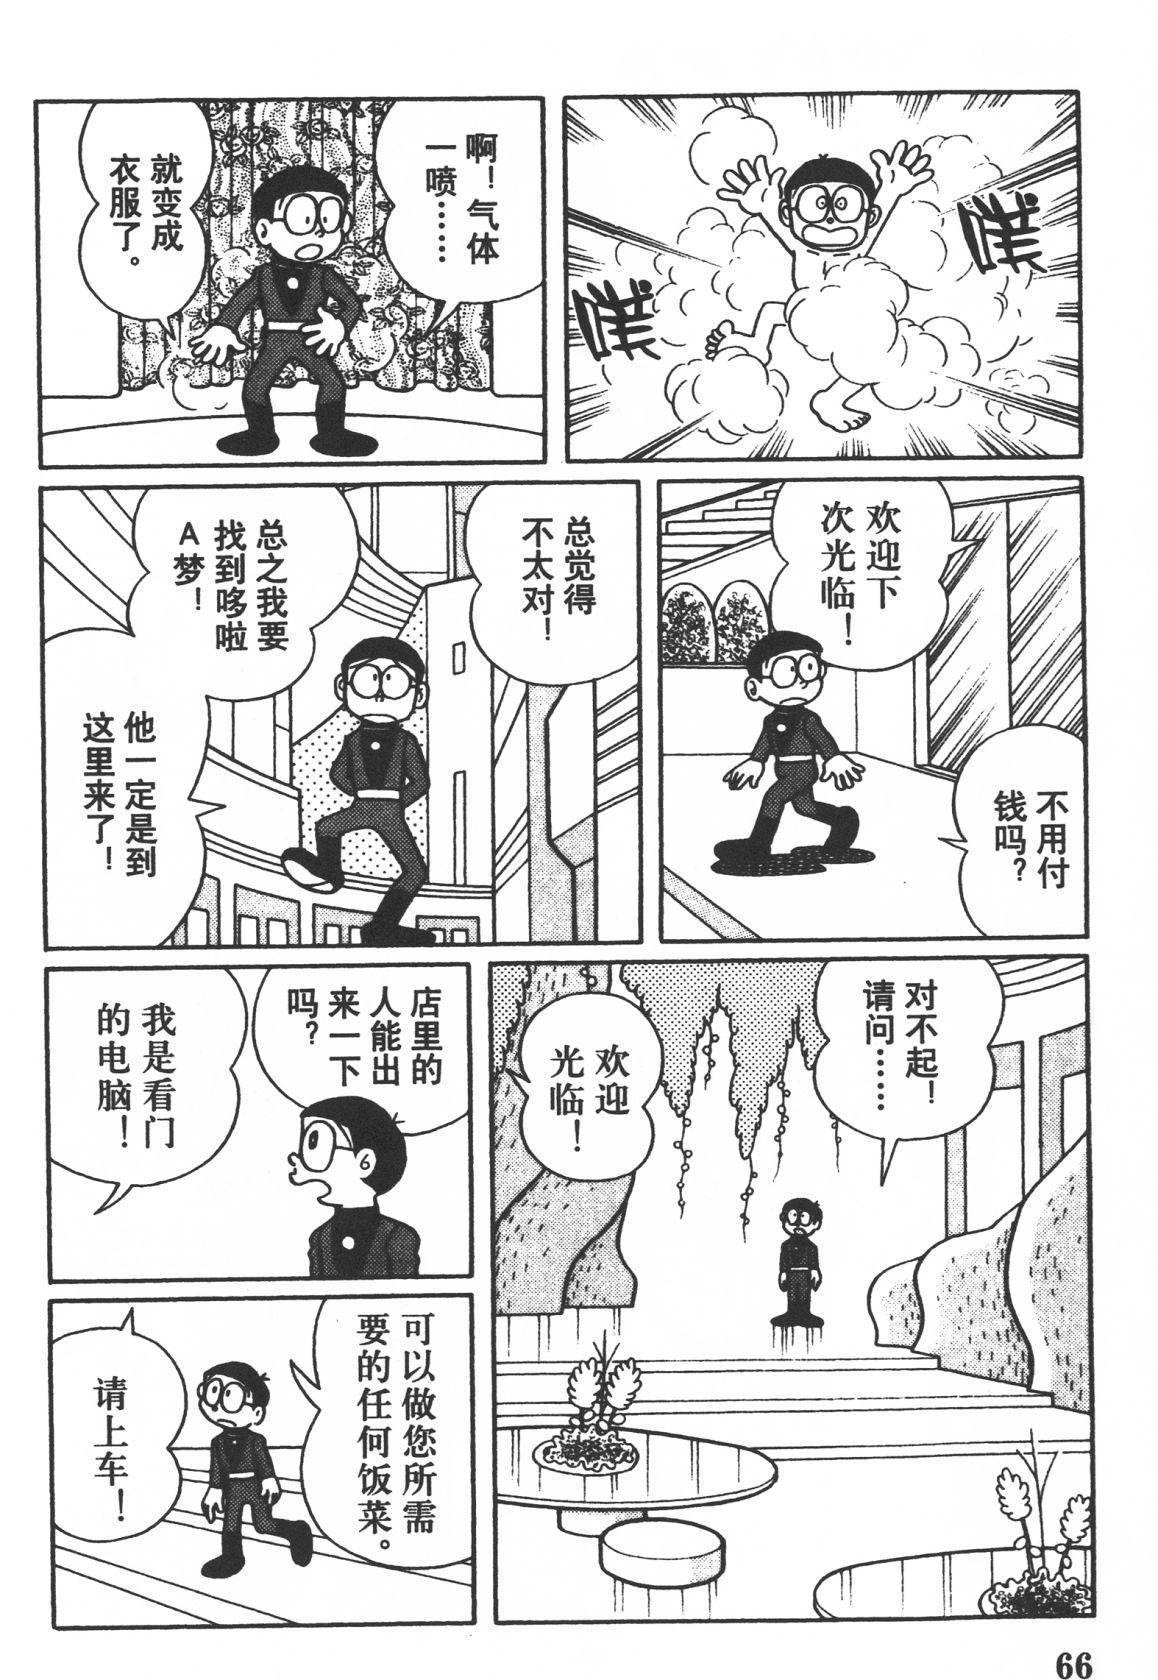 哧
哧
啊！气体
一喷……
就变成
衣服了。
欢迎下
次光临！
不用付
钱吗？
总觉得
不太对！
总之我要
找到哆啦
A梦！
他一定是到
这里来了！
对不起！
请问……
欢迎
光临！
店里的
人能出
来一下
吗？
我是看门
的电脑！
可以做您所需
要的任何饭菜。
请上车！
66